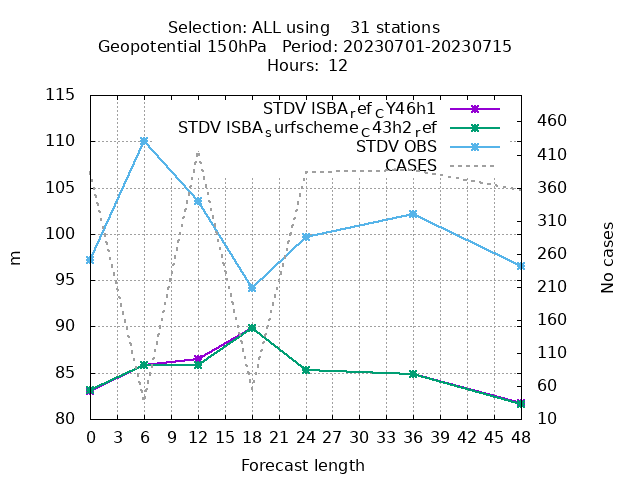 Selection: ALL using    31 stations
Geopotential 150hPa   Period: 20230701-20230715
Hours:  12
STDV ISBA_ref_CY46h1
STDV ISBA_surfscheme_C43h2_ref
STDV OBS
CASES
115
110
105
100
95
90
85
80
m
460
410
360
310
260
210
160
110
60
10
No cases
0 3 6 9 12 15 18 21 24 27 30 33 36 39 42 45 48
Forecast length